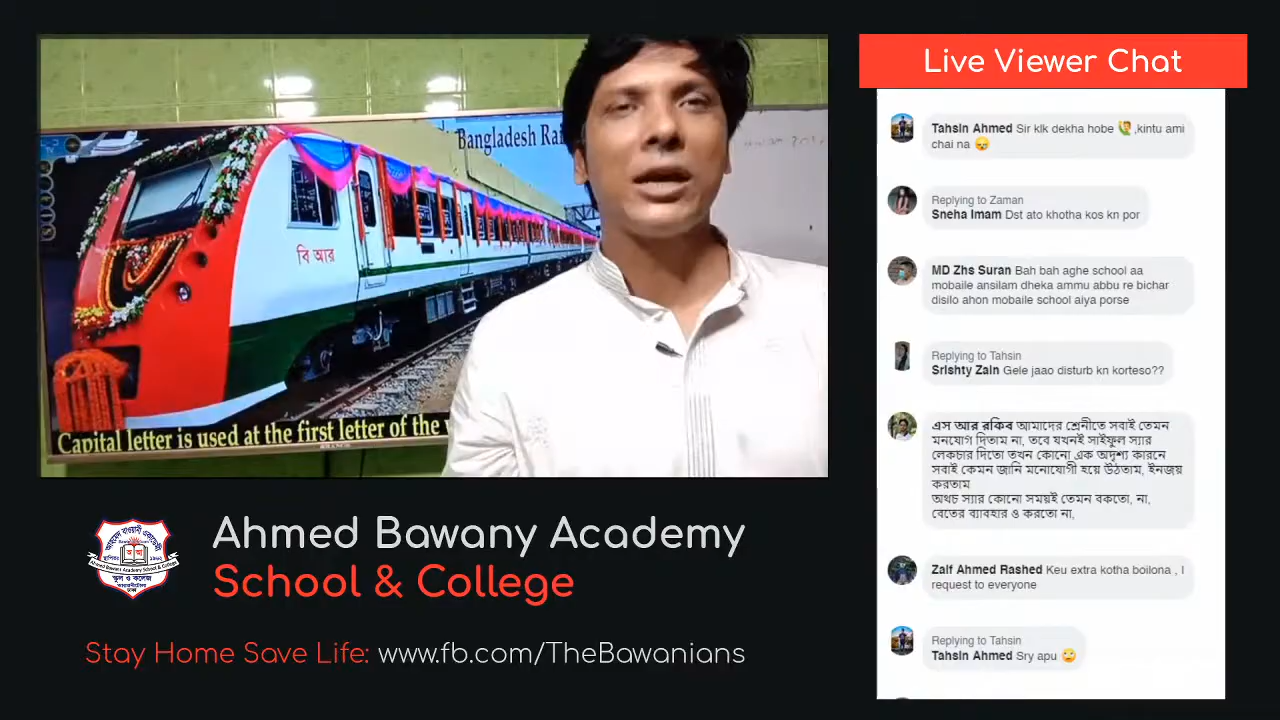 Bangladesh Rai
বি আর
Capital letter is used at the first letter of the
Ahmed Bawany Academy
School & College
Stay Home Save Life: www.fb.com/TheBawanians
Live Viewer Chat
Tahsin Ahmed Sir klk dekha hobe 🙋,kintu ami
chai na 😪
Replying to Zaman
Sneha Imam Dst ato khotha kos kn por
MD Zhs Suran Bah bah aghe school aa
mobaile ansilam dheka ammu abbu re bichar
disilo ahon mobaile school aiya porse
Replying to Tahsin
Srishty Zain Gele jaao disturb kn korteso??
এস আর রকিব আমাদের শ্রেনীতে সবাই তেমন
মনযোগ দিতাম না, তবে যখনই সাইফুল স্যার
লেকচার দিতো তখন কোনো এক অদৃশ্য কারনে
সবাই কেমন জানি মনোযোগী হয়ে উঠতাম, ইনজয়
করতাম
অথচ স্যার কোনো সময়ই তেমন বকতো, না,
বেতের ব্যাবহার ও করতো না,
Zaif Ahmed Rashed Keu extra kotha boilona , I
request to everyone
Replying to Tahsin
Tahsin Ahmed Sry apu 🙄